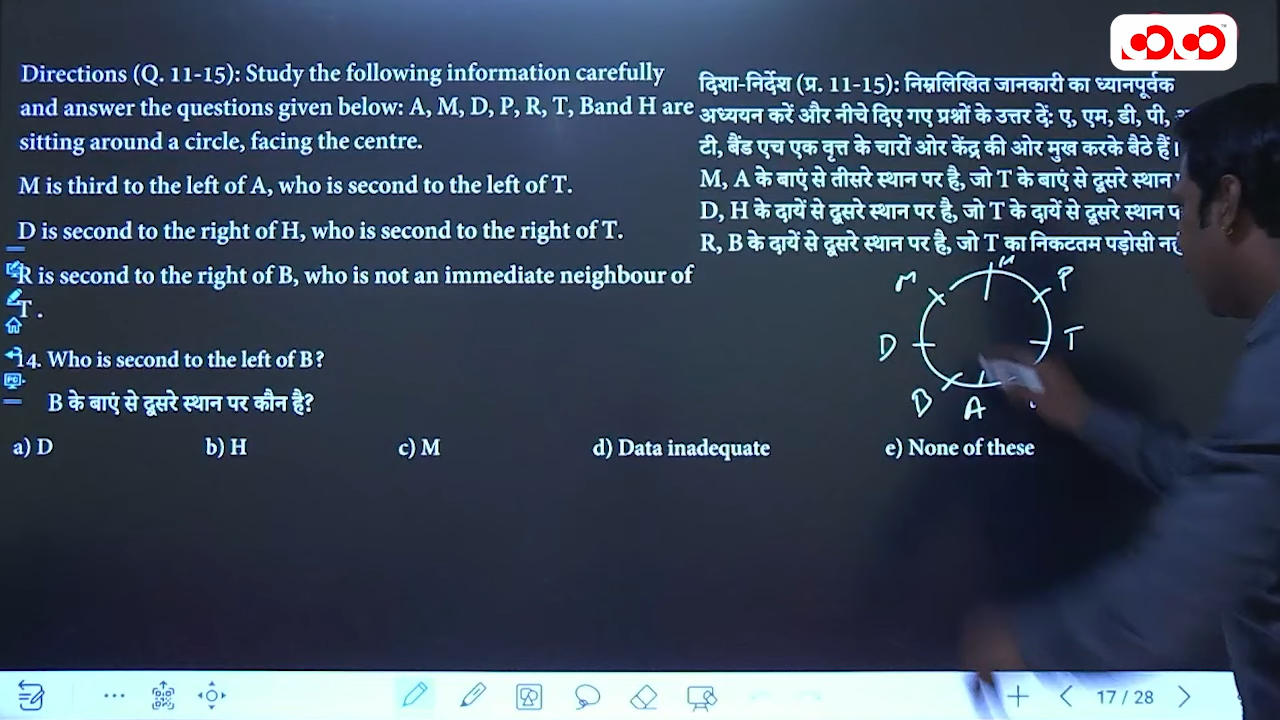 Directions (Q. 11-15): Study the following information carefully
and answer the questions given below: A, M, D, P, R, T, Band H are
sitting around a circle, facing the centre.
M is third to the left of A, who is second to the left of T.
D is second to the right of H, who is second to the right of T.
R is second to the right of B, who is not an immediate neighbour of
T .
14. Who is second to the left of B?
B के बाएं से दूसरे स्थान पर कौन है?
a) D
b) H
c) M
d) Data inadequate
e) None of these
दिशा-निर्देश (प्र. 11-15): निम्नलिखित जानकारी का ध्यानपूर्वक
अध्ययन करें और नीचे दिए गए प्रश्नों के उत्तर दें: ए, एम, डी, पी,
टी, बैंड एच एक वृत्त के चारों ओर केंद्र की ओर मुख करके बैठे हैं।
M, A के बाएं से तीसरे स्थान पर है, जो T के बाएं से दूसरे स्थान
D, H के दायें से दूसरे स्थान पर है, जो T के दायें से दूसरे स्थान
R, B के दायें से दूसरे स्थान पर है, जो T का निकटतम पड़ोसी
M
P
D
T
B
A
17 / 28